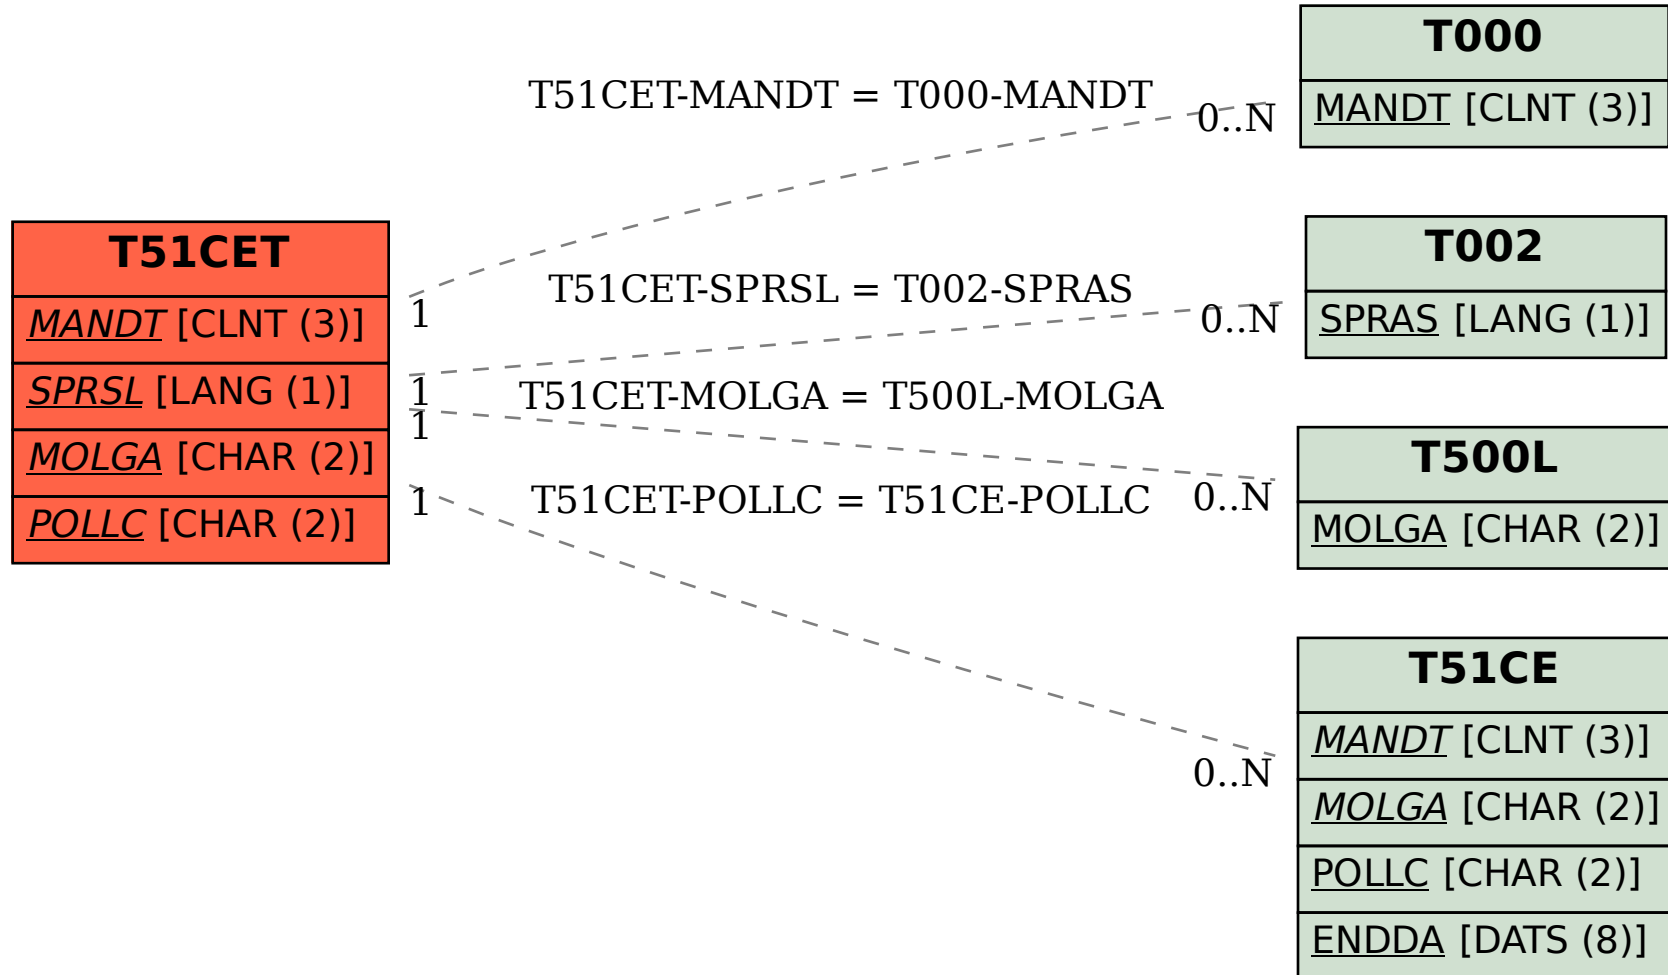 T000
MANDT [CLNT (3)]
T51CET-MANDT = T000-MANDT
0..N
1
T51CET
MANDT [CLNT (3)]
SPRSL [LANG (1)]
MOLGA [CHAR (2)]
POLLC [CHAR (2)]
T002
SPRAS [LANG (1)]
T51CET-SPRSL = T002-SPRAS
0..N
1
T51CET-MOLGA = T500L-MOLGA
1
0..N
T500L
MOLGA [CHAR (2)]
T51CET-POLLC = T51CE-POLLC
1
0..N
T51CE
MANDT [CLNT (3)]
MOLGA [CHAR (2)]
POLLC [CHAR (2)]
ENDDA [DATS (8)]